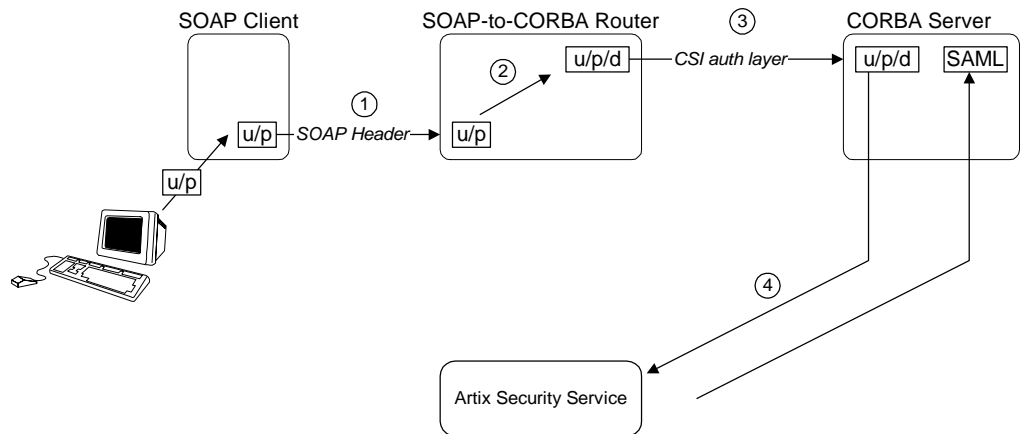 SOAP Client
SOAP-to-CORBA Router
3
CORBA Server
u/p/d
CSI auth layer
u/p/d
SAML
2
1
u/p
SOAP Header
u/p
u/p
4
Artix Security Service